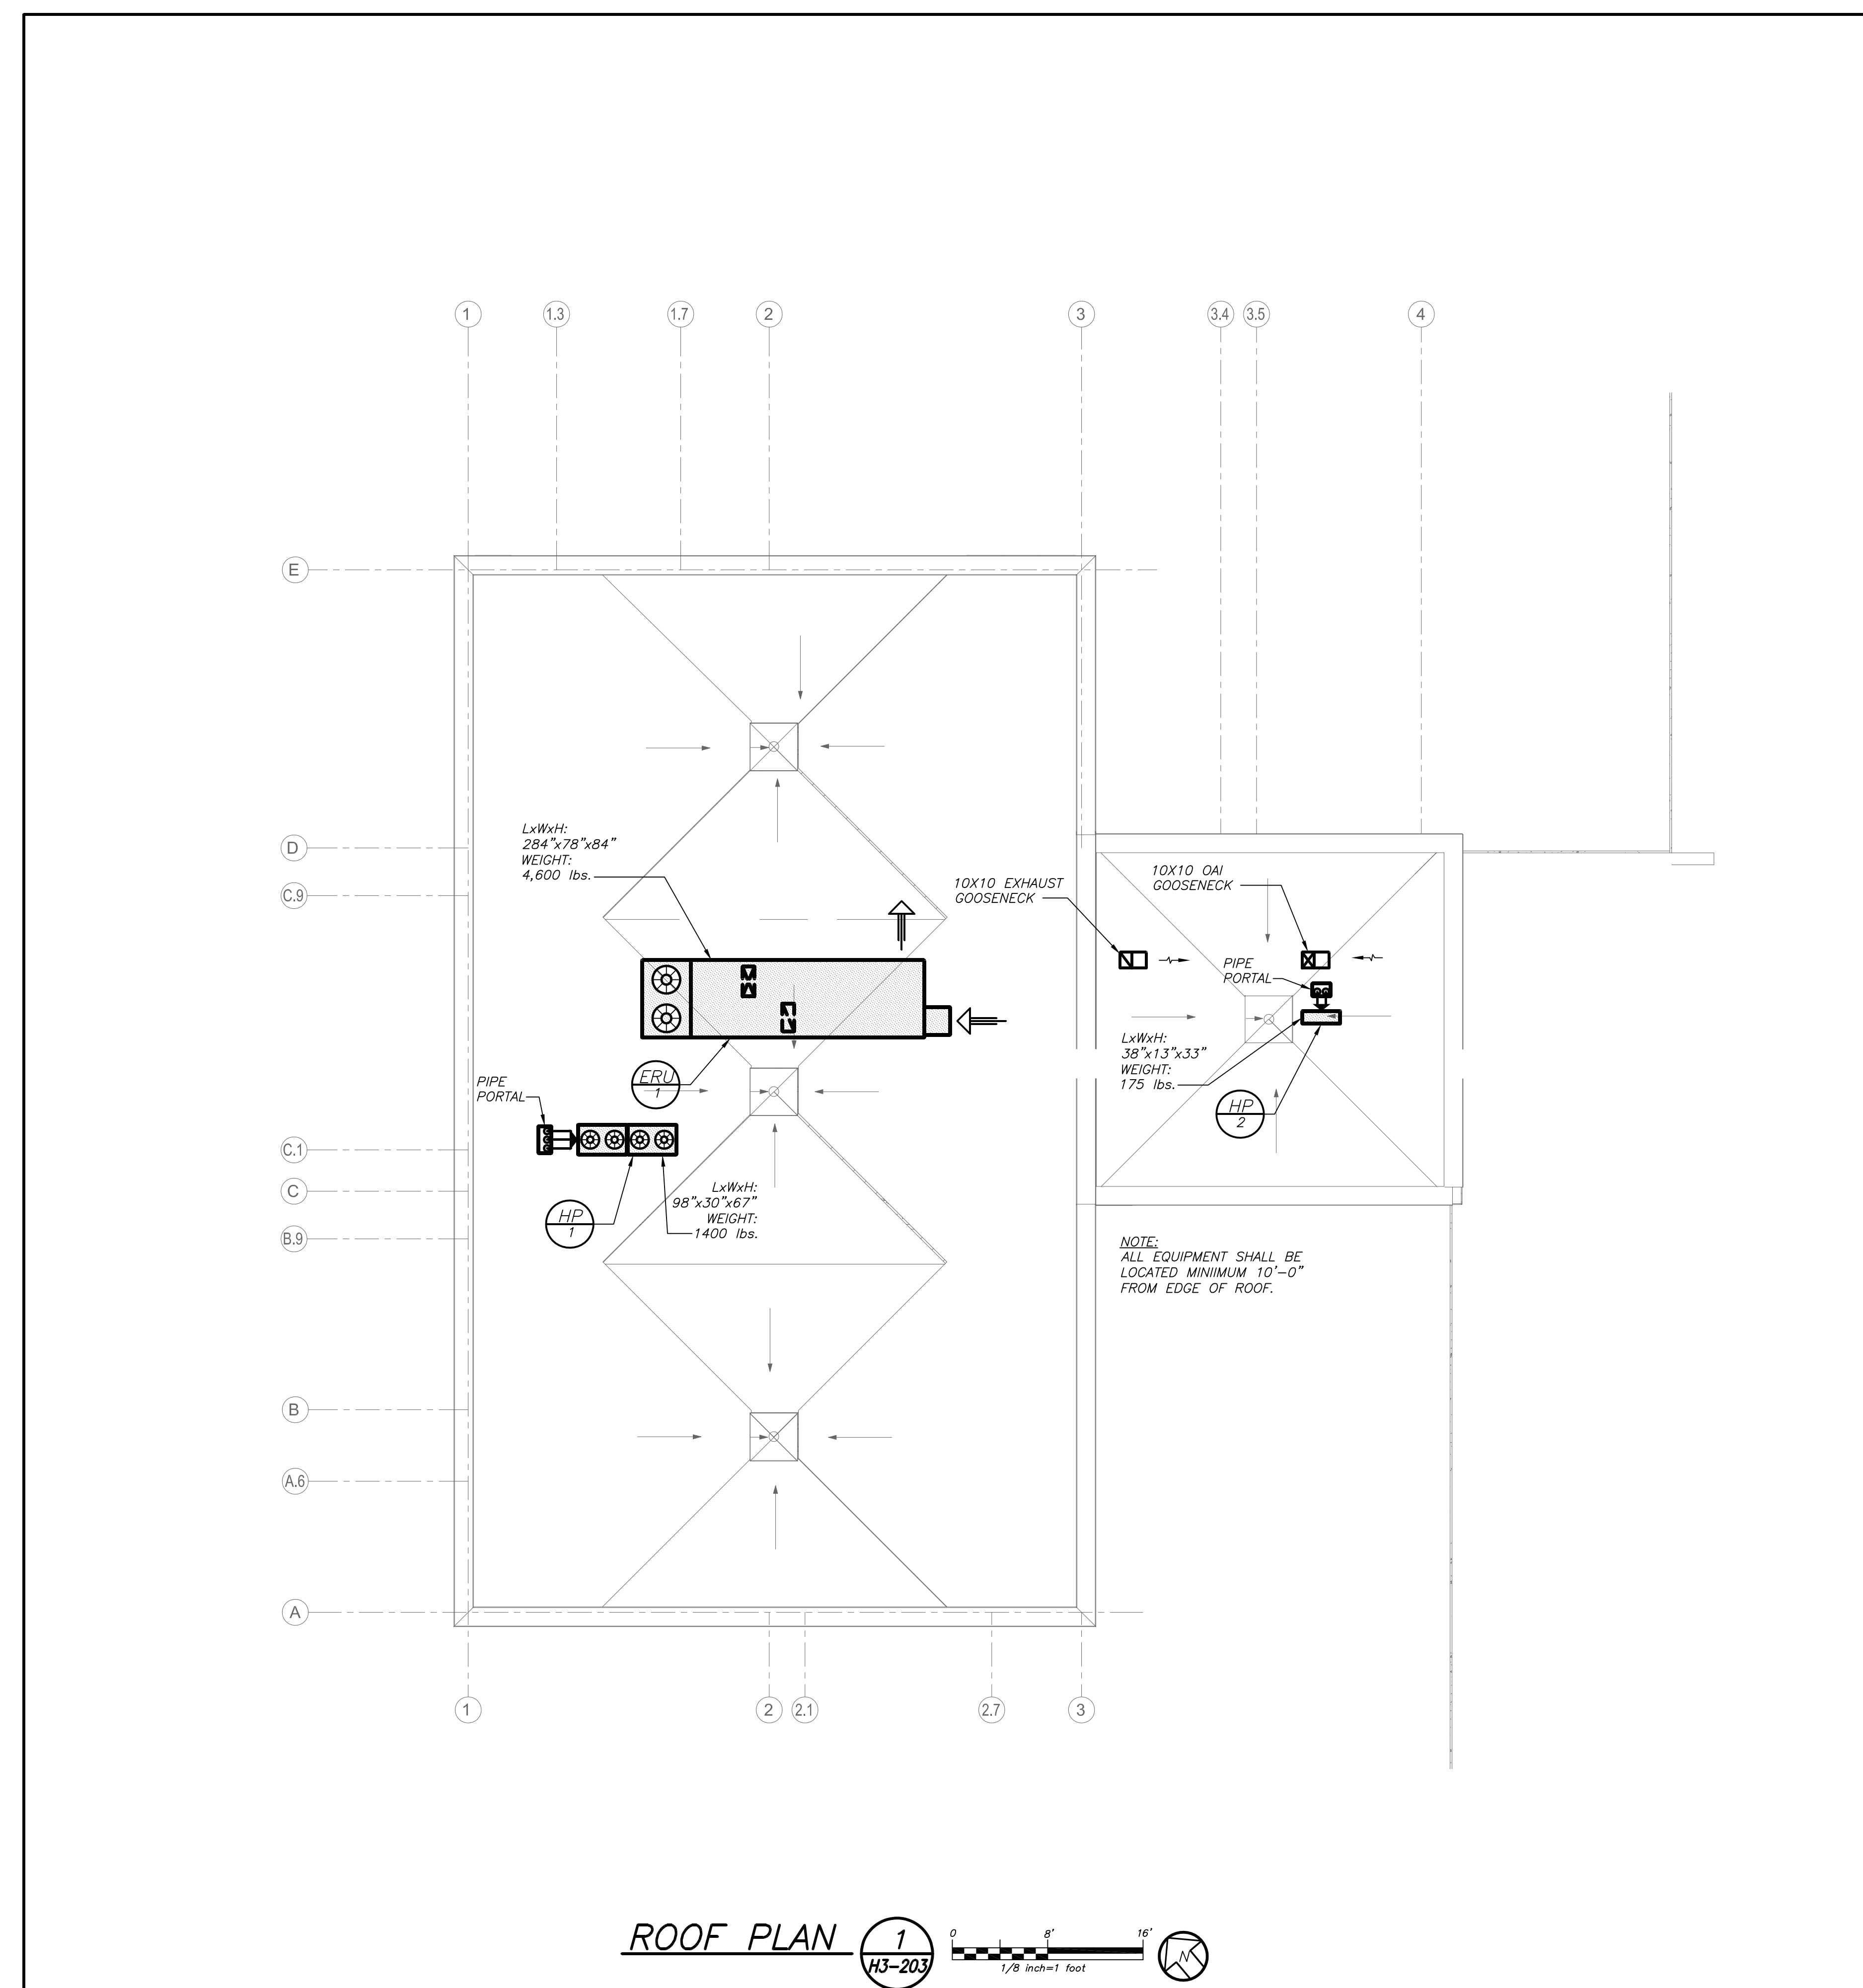 1
1.3
1.7
2
3
3.4
3.5
4
E
D
C.9
C.1
C
B.9
B
A.6
A
LxWxH:
284"x78"x84"
WEIGHT:
4,600 lbs.
10X10 EXHAUST
GOOSENECK
10X10 OAI
GOOSENECK
PIPE
PORTAL
LxWxH:
38"x13"x33"
WEIGHT:
175 lbs.
HP
2
ERU
1
PIPE
PORTAL
HP
1
LxWxH:
98"x30"x67"
WEIGHT:
1400 lbs.
NOTE:
ALL EQUIPMENT SHALL BE
LOCATED MINIIMUM 10'-0"
FROM EDGE OF ROOF.
1
2
2.1
2.7
3
ROOF PLAN
1
H3-203
0 8' 16'
1/8 inch=1 foot
N